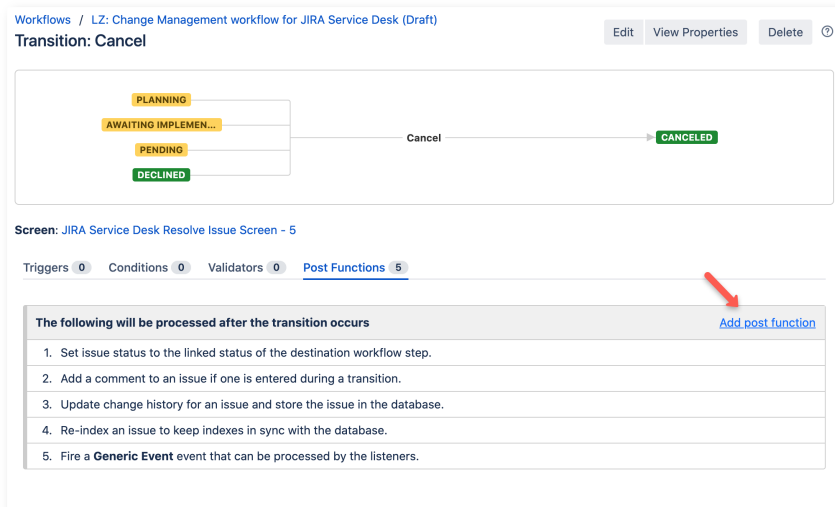 Workflows / LZ: Change Management workflow for JIRA Service Desk (Draft)
Transition: Cancel
Edit View Properties Delete ?
PLANNING
AWAITING IMPLEMEN...
PENDING
DECLINED
Cancel
CANCELED
Screen: JIRA Service Desk Resolve Issue Screen - 5
Triggers 0 Conditions 0 Validators 0 Post Functions 5
The following will be processed after the transition occurs Add post function
1. Set issue status to the linked status of the destination workflow step.
2. Add a comment to an issue if one is entered during a transition.
3. Update change history for an issue and store the issue in the database.
4. Re-index an issue to keep indexes in sync with the database.
5. Fire a Generic Event event that can be processed by the listeners.